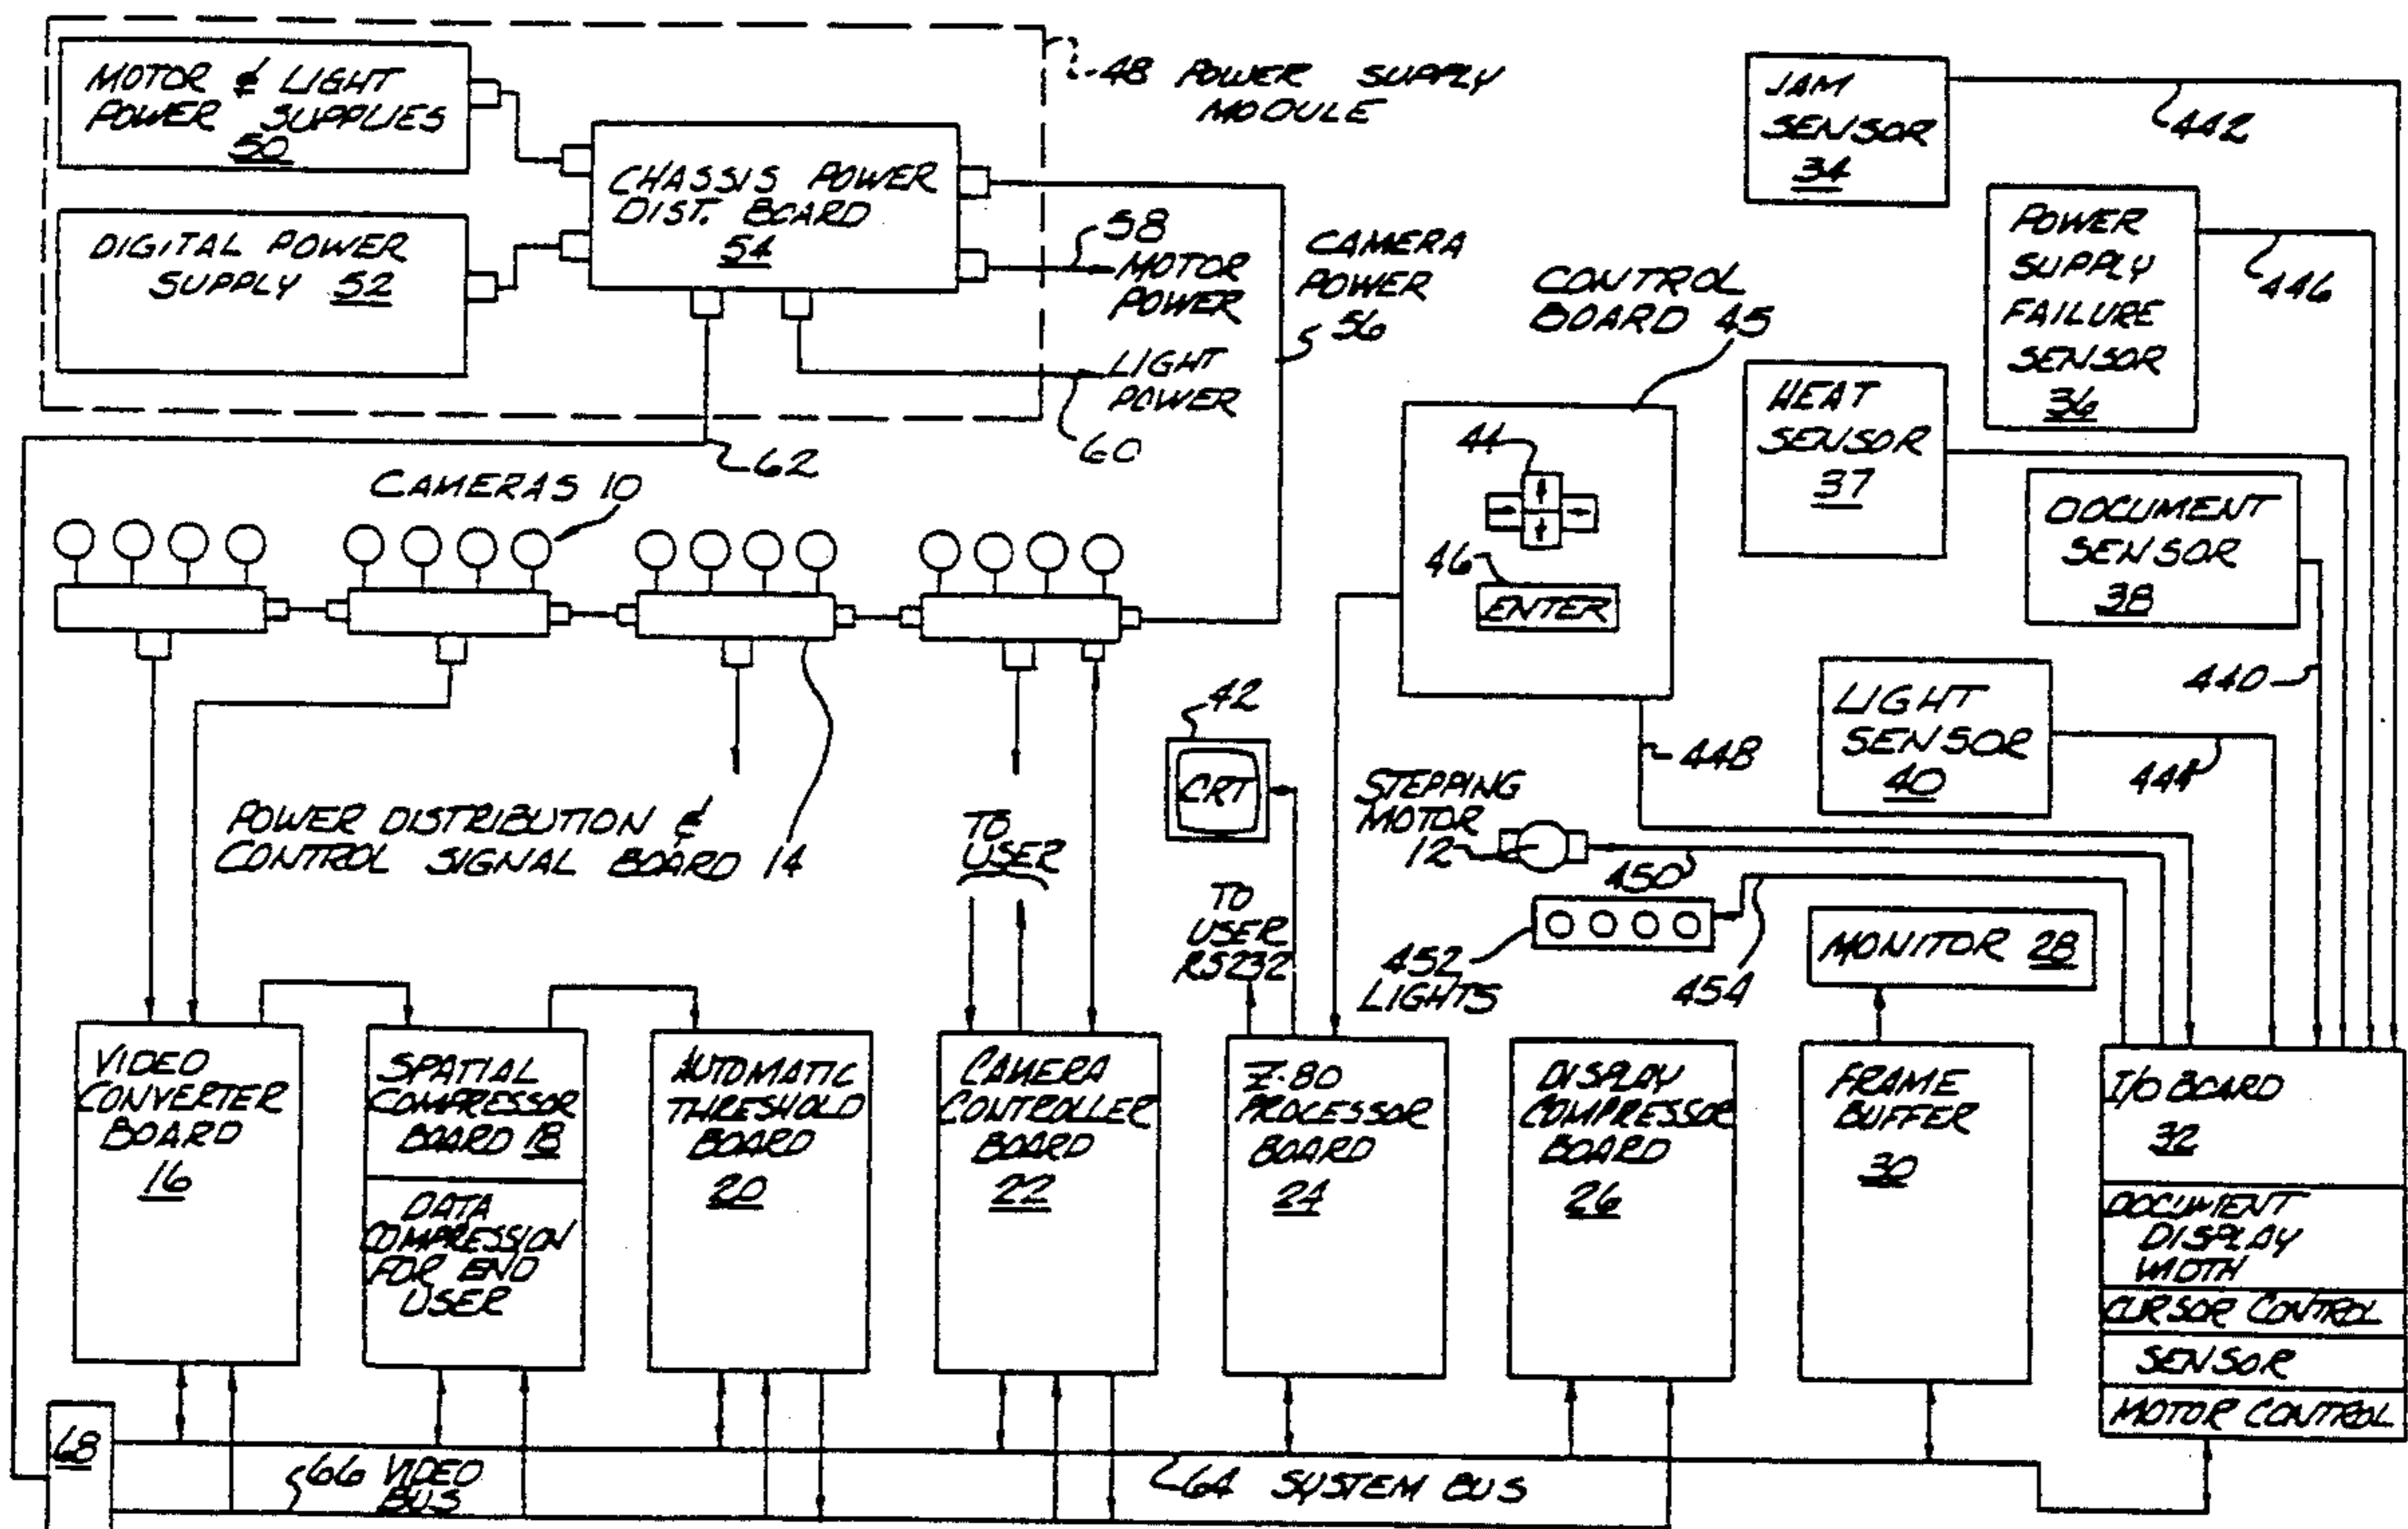 MOTOR & LIGHT
POWER SUPPLIES
50
DIGITAL POWER
SUPPLY 52
CHASSIS POWER
DIST. BOARD
54
48 POWER SUPPLY
MODULE
58
MOTOR
POWER
CAMERA
POWER
56
LIGHT
POWER
60
62
JAM
SENSOR
34
442
POWER
SUPPLY
FAILURE
SENSOR
36
446
CONTROL
BOARD 45
44
46
ENTER
HEAT
SENSOR
37
DOCUMENT
SENSOR
38
440
LIGHT
SENSOR
40
444
448
CAMERAS 10
POWER DISTRIBUTION &
CONTROL SIGNAL BOARD 14
TO
USER
42
CRT
STEPPING
MOTOR
12
450
TO
USER
RS232
452
LIGHTS
454
MONITOR 28
VIDEO
CONVERTER
BOARD
16
SPATIAL
COMPRESSOR
BOARD 18
DATA
COMPRESSION
FOR END
USER
AUTOMATIC
THRESHOLD
BOARD
20
CAMERA
CONTROLLER
BOARD
22
Z-80
PROCESSOR
BOARD
24
DISPLAY
COMPRESSOR
BOARD
26
FRAME
BUFFER
30
I/O BOARD
32
DOCUMENT
DISPLAY
WIDTH
CURSOR CONTROL
SENSOR
MOTOR CONTROL
68
66 VIDEO
BUS
64 SYSTEM BUS